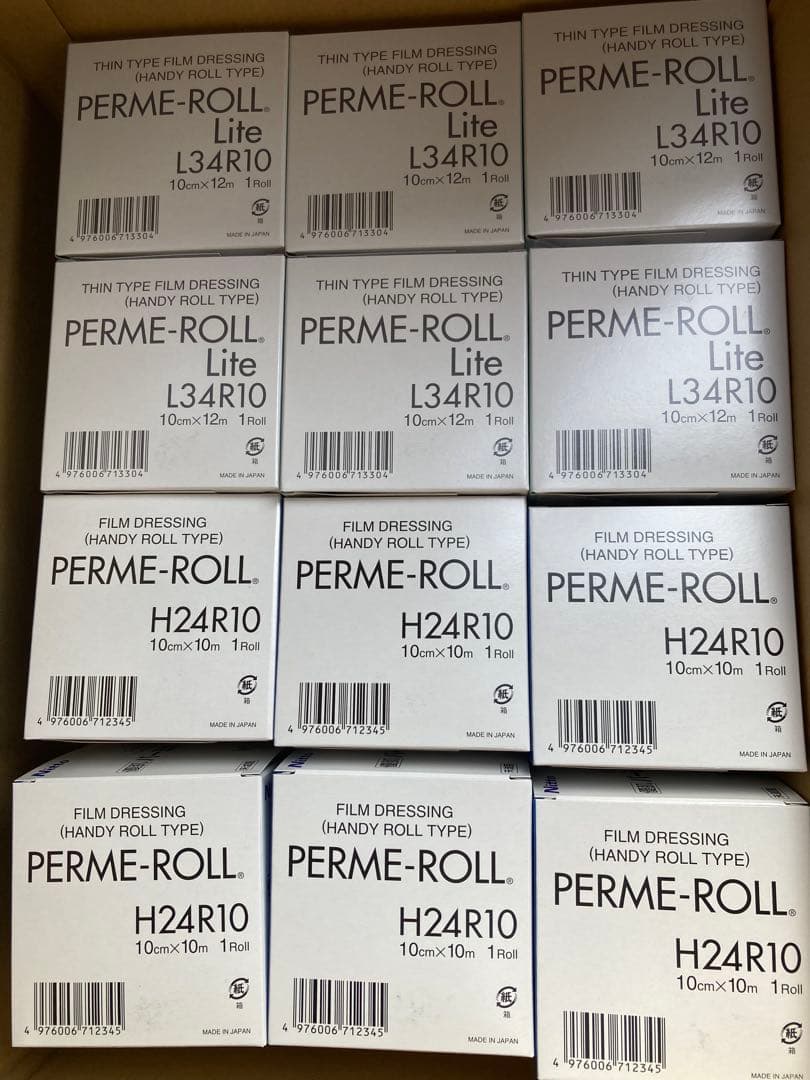 THIN TYPE FILM DRESSING
(HANDY ROLL TYPE)
PERME-ROLL®
Lite
L34R10
10cm×12m 1Roll
紙
箱
4 976006 713304
MADE IN JAPAN
THIN TYPE FILM DRESSING
(HANDY ROLL TYPE)
PERME-ROLL®
Lite
L34R10
10cm×12m 1Roll
紙
箱
4 976006 713304
MADE IN JAPAN
THIN TYPE FILM DRESSING
(HANDY ROLL TYPE)
PERME-ROLL®
Lite
L34R10
10cm×12m 1Roll
紙
箱
4 976006 713304
MADE IN JAPAN
THIN TYPE FILM DRESSING
(HANDY ROLL TYPE)
PERME-ROLL®
Lite
L34R10
10cm×12m 1Roll
紙
箱
4 976006 713304
MADE IN JAPAN
THIN TYPE FILM DRESSING
(HANDY ROLL TYPE)
PERME-ROLL®
Lite
L34R10
10cm×12m 1Roll
紙
箱
4 976006 713304
MADE IN JAPAN
THIN TYPE FILM DRESSING
(HANDY ROLL TYPE)
PERME-ROLL®
Lite
L34R10
10cm×12m 1Roll
紙
箱
4 976006 713304
MADE IN JAPAN
FILM DRESSING
(HANDY ROLL TYPE)
PERME-ROLL®
H24R10
10cm×10m 1Roll
紙
箱
4 976006 712345
MADE IN JAPAN
FILM DRESSING
(HANDY ROLL TYPE)
PERME-ROLL®
H24R10
10cm×10m 1Roll
紙
箱
4 976006 712345
MADE IN JAPAN
FILM DRESSING
(HANDY ROLL TYPE)
PERME-ROLL®
H24R10
10cm×10m 1Roll
紙
箱
4 976006 712345
MADE IN JAPAN
Nitto
FILM DRESSING
(HANDY ROLL TYPE)
PERME-ROLL®
H24R10
10cm×10m 1Roll
紙
箱
4 976006 712345
MADE IN JAPAN
Nitto
FILM DRESSING
(HANDY ROLL TYPE)
PERME-ROLL®
H24R10
10cm×10m 1Roll
紙
箱
4 976006 712345
MADE IN JAPAN
Nitto
FILM DRESSING
(HANDY ROLL TYPE)
PERME-ROLL®
H24R10
10cm×10m 1Roll
紙
箱
4 976006 712345
MADE IN JAPAN